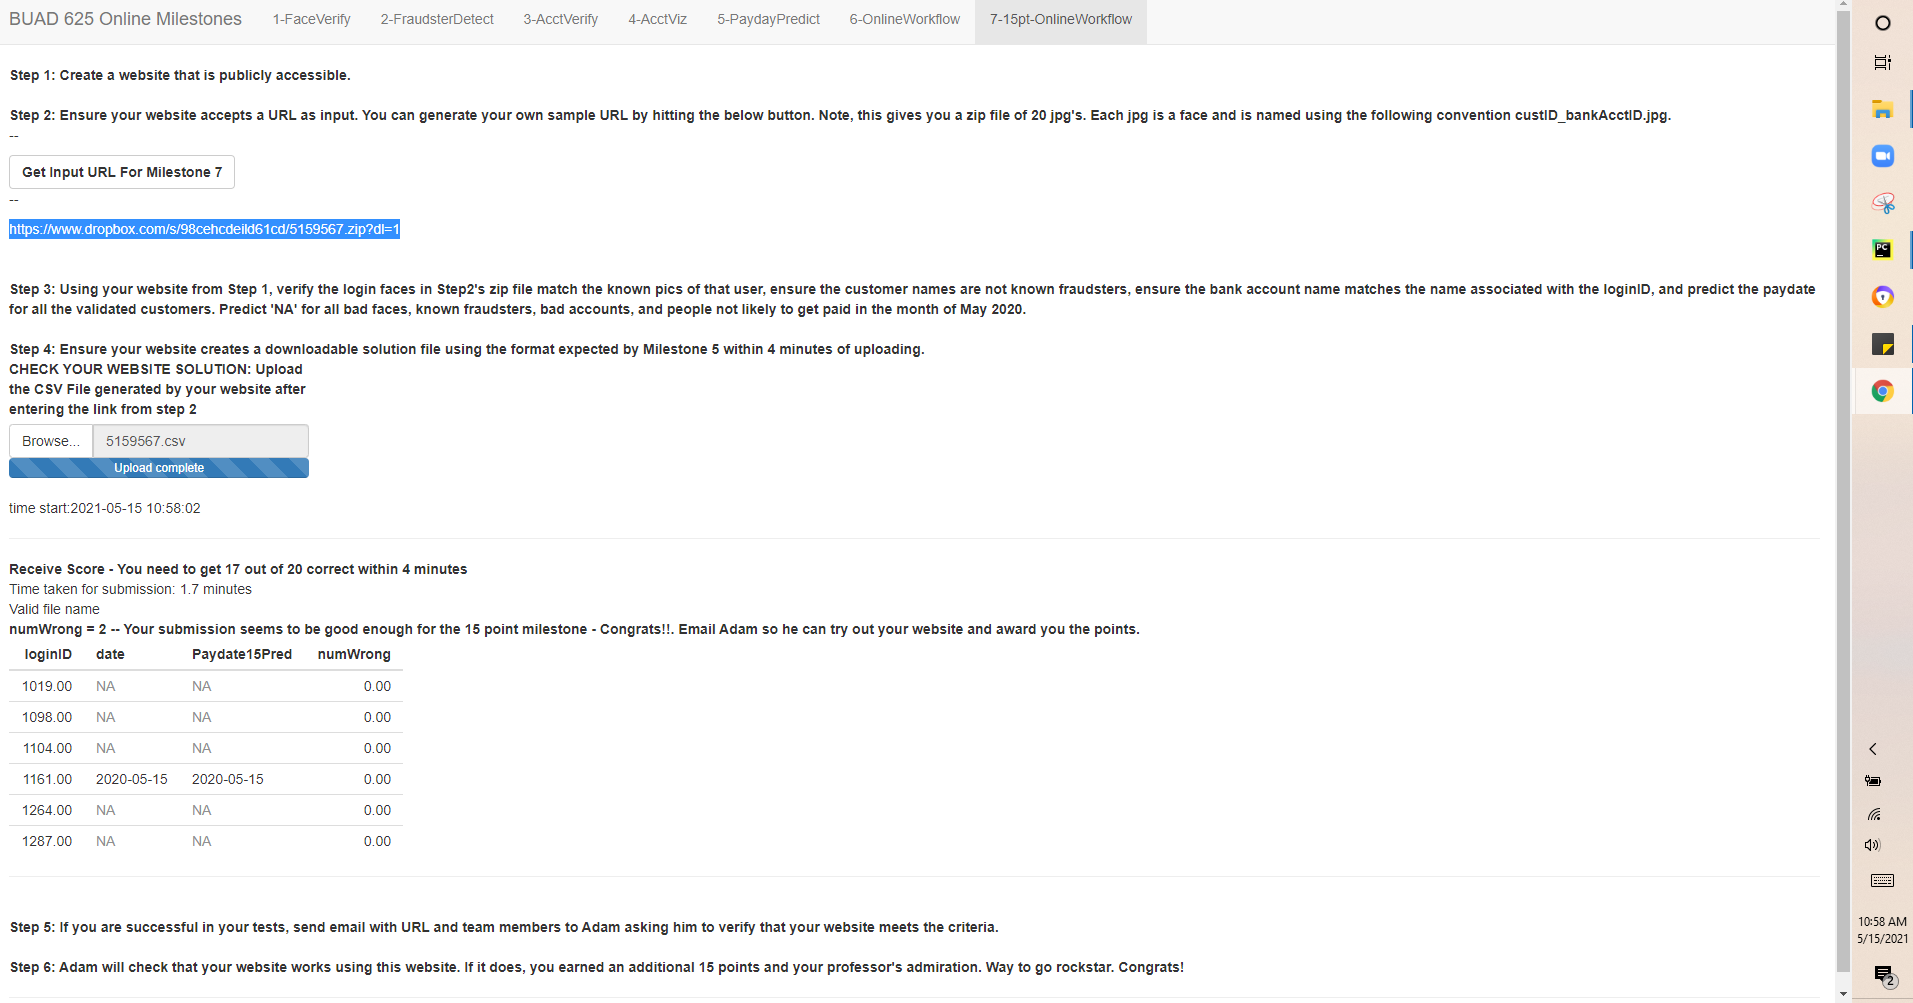 BUAD 625 Online Milestones 1-FaceVerify 2-FraudsterDetect 3-AcctVerify 4-AcctViz 5-PaydayPredict 6-OnlineWorkflow 7-15pt-OnlineWorkflow
Step 1: Create a website that is publicly accessible.
Step 2: Ensure your website accepts a URL as input. You can generate your own sample URL by hitting the below button. Note, this gives you a zip file of 20 jpg's. Each jpg is a face and is named using the following convention custID_bankAcctID.jpg.
--
Get Input URL For Milestone 7
--
https://www.dropbox.com/s/98cehcdeild61cd/5159567.zip?dl=1
Step 3: Using your website from Step 1, verify the login faces in Step2's zip file match the known pics of that user, ensure the customer names are not known fraudsters, ensure the bank account name matches the name associated with the loginID, and predict the paydate
for all the validated customers. Predict 'NA' for all bad faces, known fraudsters, bad accounts, and people not likely to get paid in the month of May 2020.
Step 4: Ensure your website creates a downloadable solution file using the format expected by Milestone 5 within 4 minutes of uploading.
CHECK YOUR WEBSITE SOLUTION: Upload
the CSV File generated by your website after
entering the link from step 2
Browse... 5159567.csv
Upload complete
time start:2021-05-15 10:58:02
Receive Score - You need to get 17 out of 20 correct within 4 minutes
Time taken for submission: 1.7 minutes
Valid file name
numWrong = 2 -- Your submission seems to be good enough for the 15 point milestone - Congrats!!. Email Adam so he can try out your website and award you the points.
loginID date Paydate15Pred numWrong
1019.00 NA NA 0.00
1098.00 NA NA 0.00
1104.00 NA NA 0.00
1161.00 2020-05-15 2020-05-15 0.00
1264.00 NA NA 0.00
1287.00 NA NA 0.00
Step 5: If you are successful in your tests, send email with URL and team members to Adam asking him to verify that your website meets the criteria.
Step 6: Adam will check that your website works using this website. If it does, you earned an additional 15 points and your professor's admiration. Way to go rockstar. Congrats!
PC
10:58 AM
5/15/2021
2